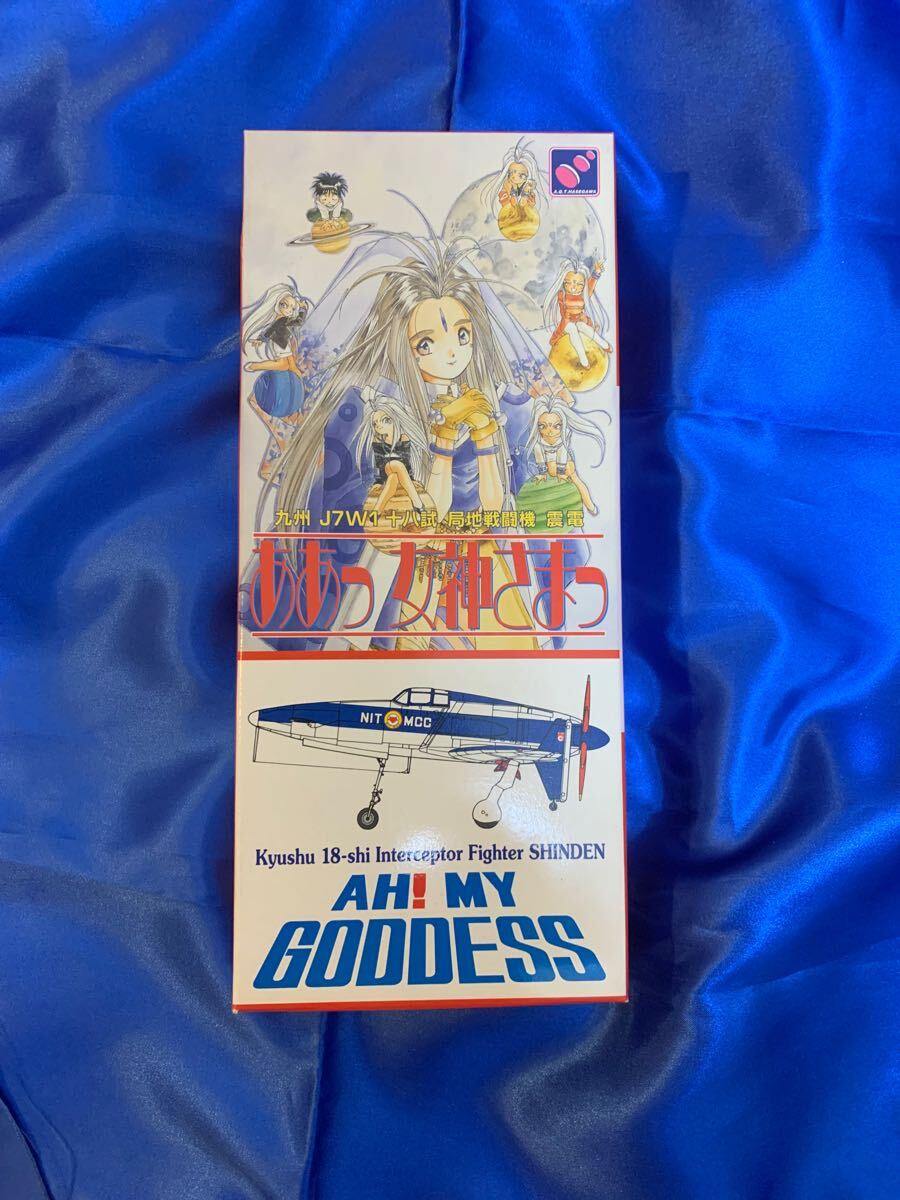 A.G.T.HASEGAWA
九州 J7W1 十八試 局地戦闘機 震電
ああっ女神さまっ
NIT MCC
Kyushu 18-shi Interceptor Fighter SHINDEN
AH! MY
GODDESS